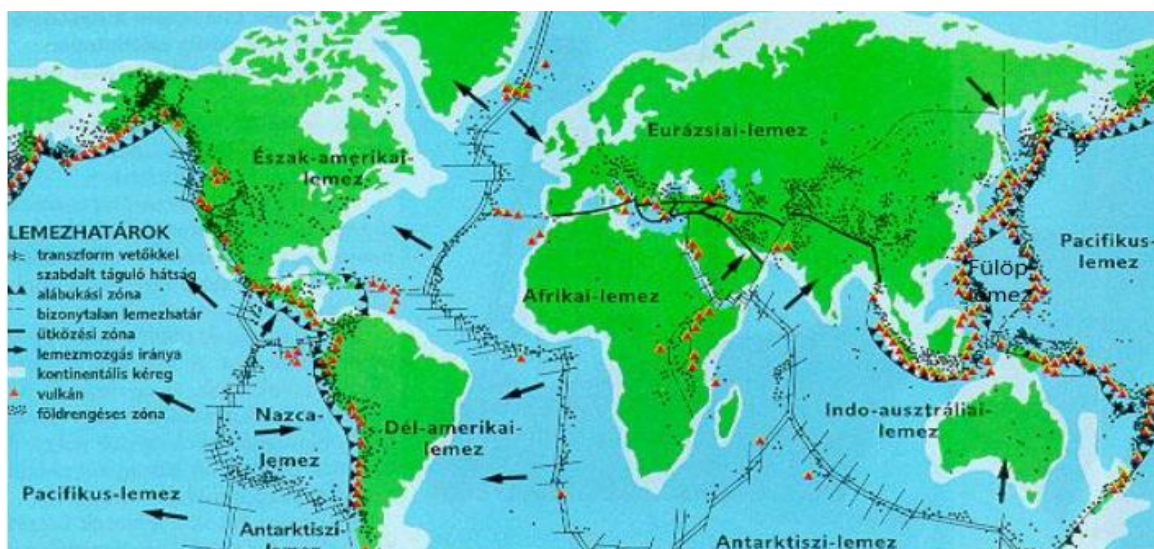 Eurázsiai-lemez
Észak-amerikai-
lemez
LEMEZHATÁROK
transzform vetőkkel
szabdalt táguló hátság
alábukási zóna
bizonytalan lemezhatár
ütközési zóna
lemezmozgás iránya
kontinentális kéreg
vulkán
földrengéses zóna
Pacifikus-
lemez
Fülöp
lemez
Afrikai-lemez
Nazca-
lemez
Dél-amerikai-
lemez
Indo-ausztráliai-
lemez
Pacifikus-lemez
Antarktiszi-
lemez
Antarktiszi-lemez